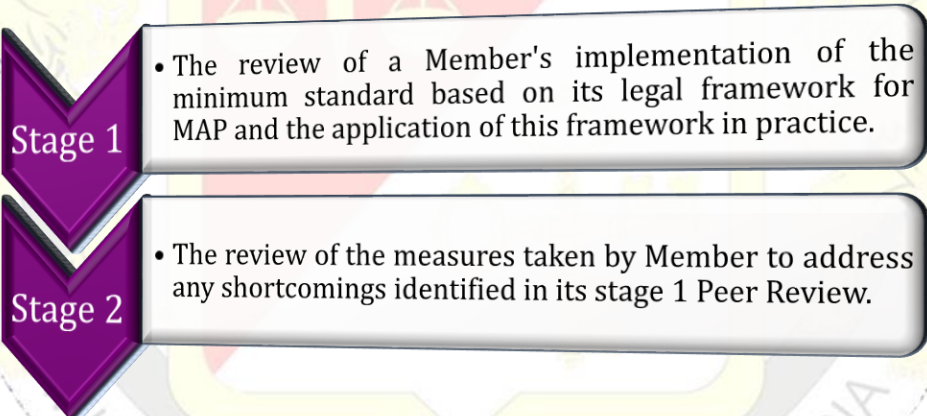 Stage 1
• The review of a Member's implementation of the
minimum standard based on its legal framework for
MAP and the application of this framework in practice.
Stage 2
• The review of the measures taken by Member to address
any shortcomings identified in its stage 1 Peer Review.